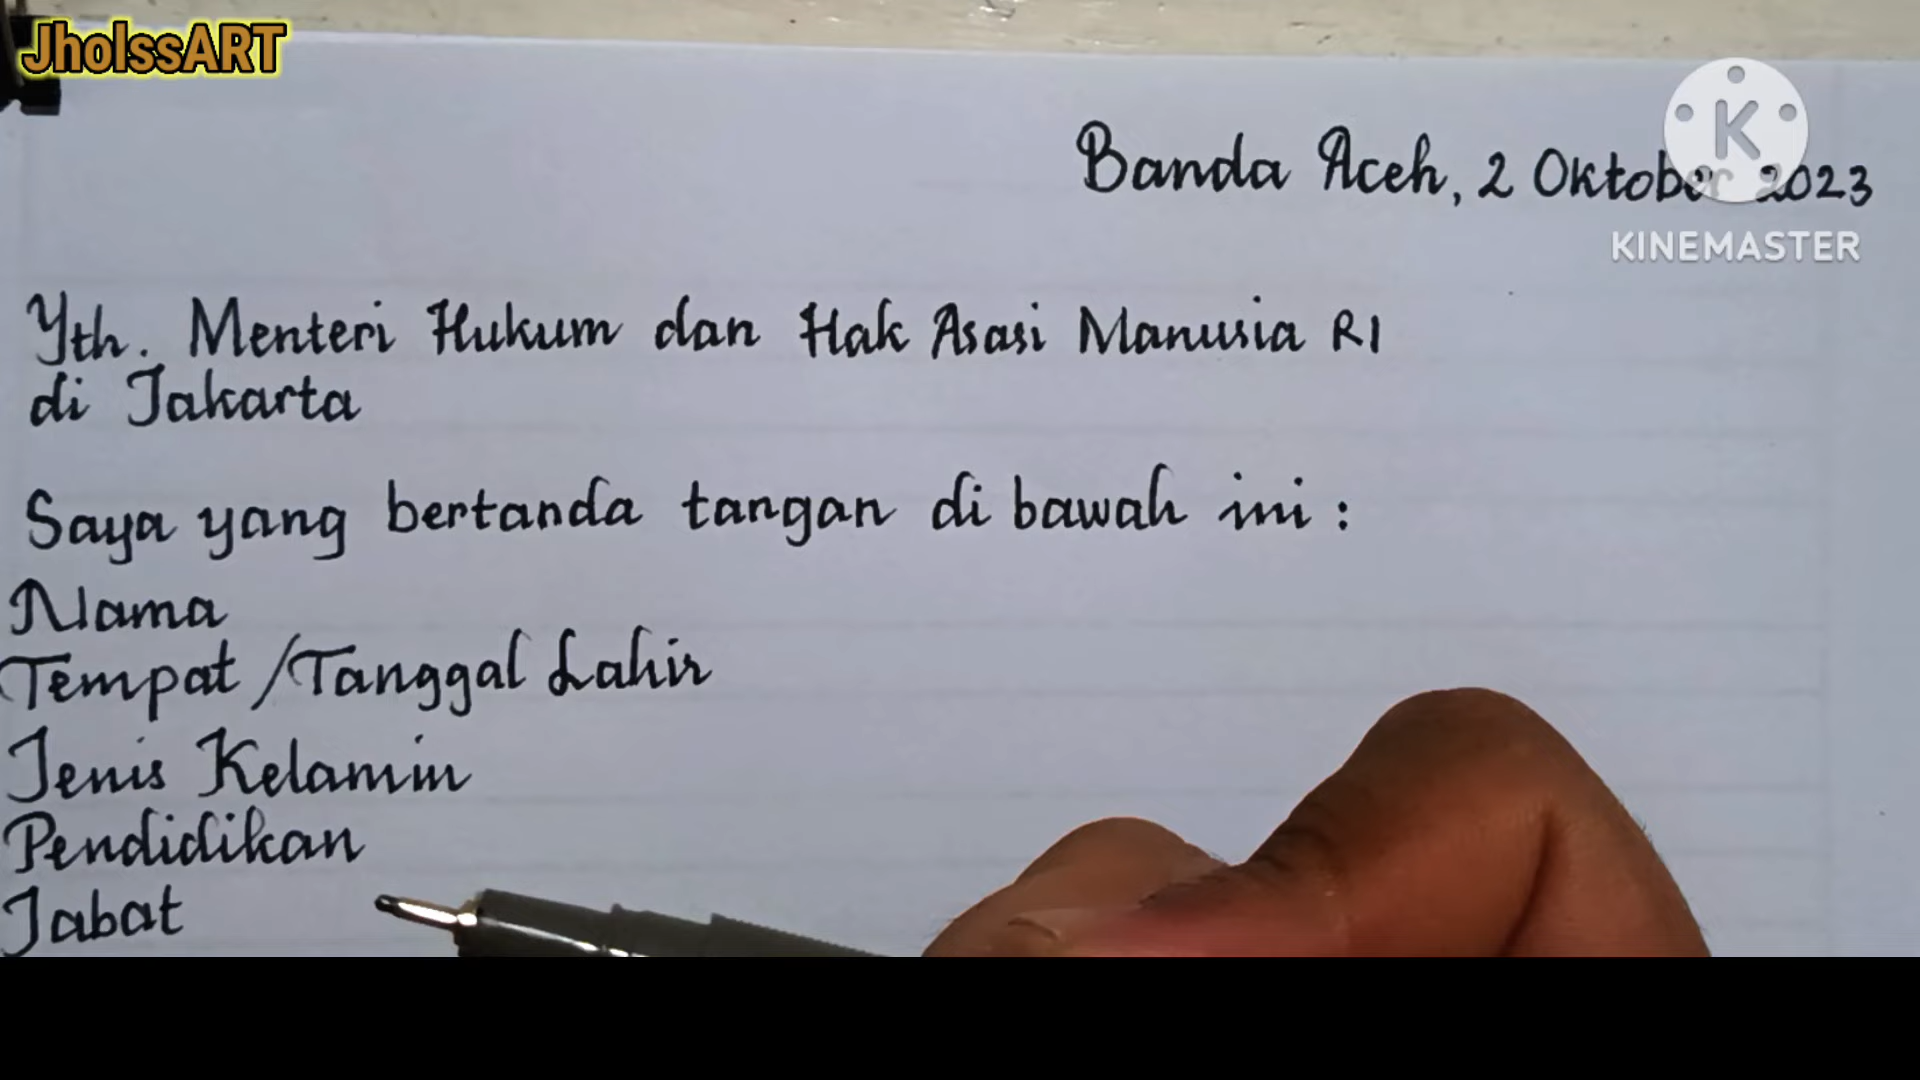 JholssART
Banda Aceh, 2 Oktober 2023
KINEMASTER
Yth. Menteri Hukum dan Hak Asasi Manusia RI
di Jakarta
Saya yang bertanda tangan di bawah ini :
Nama
Tempat /Tanggal Lahir
Jenis Kelamin
Pendidikan
Jabat